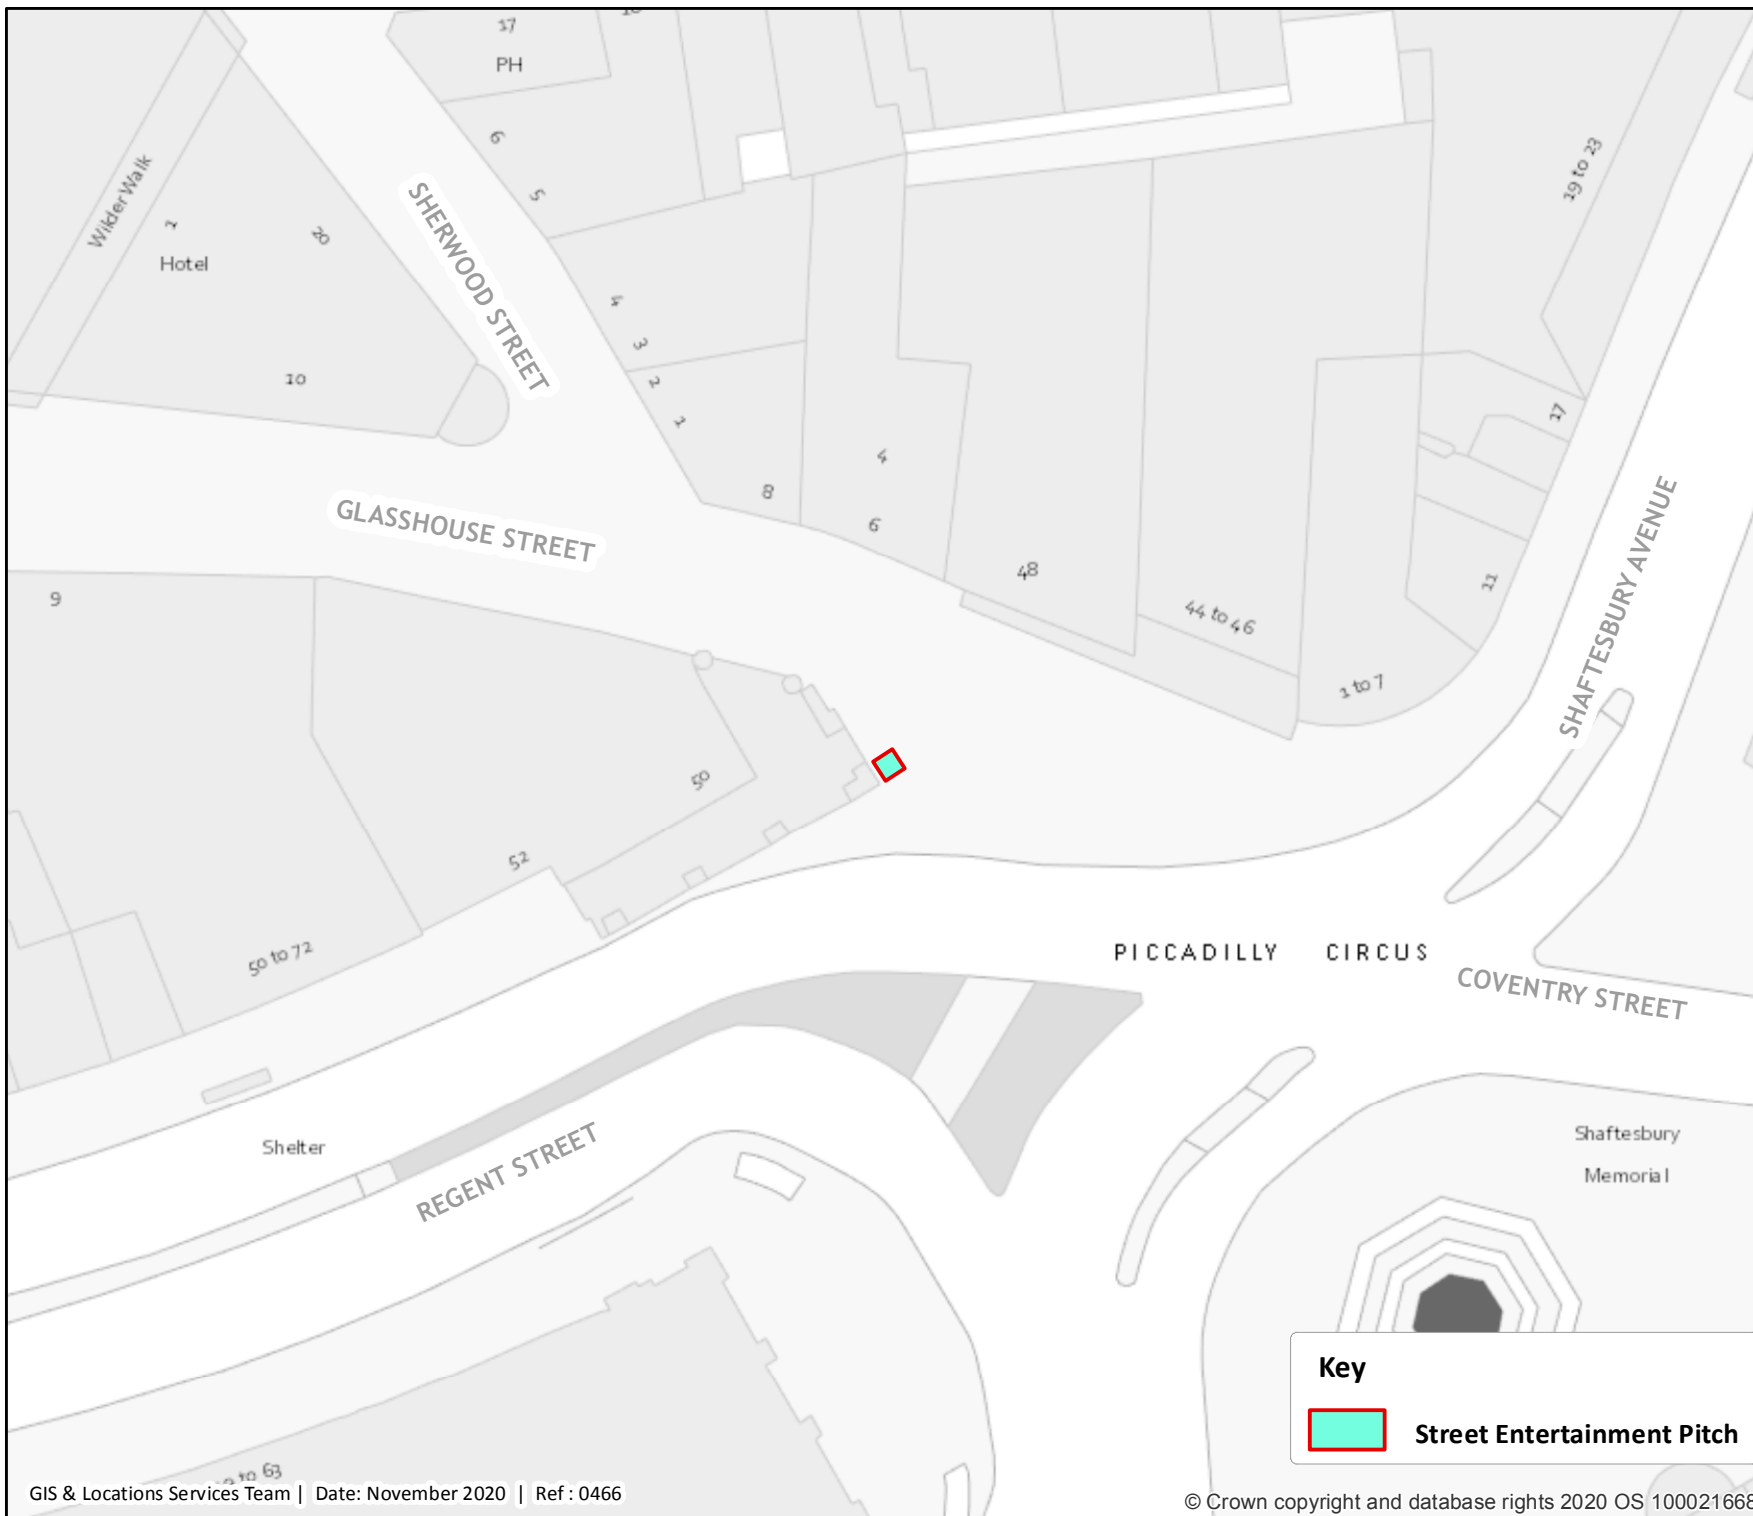 17
PH
6
5
19 to 23
Wilder Walk
1
20
Hotel
SHERWOOD STREET
4
3
2
1
10
17
4
8
6
GLASSHOUSE STREET
48
11
9
44 to 46
SHAFTESBURY AVENUE
1 to 7
50
52
50 to 72
PICCADILLY CIRCUS
COVENTRY STREET
Shelter
REGENT STREET
Shaftesbury
Memorial
Key
Street Entertainment Pitch
to 63
GIS & Locations Services Team | Date: November 2020 | Ref : 0466
© Crown copyright and database rights 2020 OS 100021668